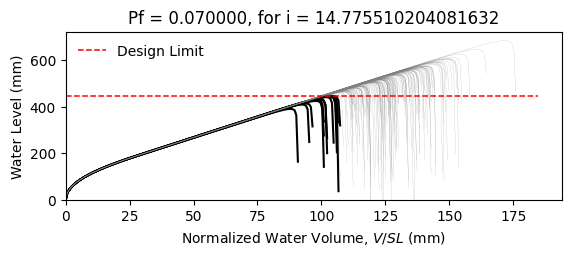 Pf = 0.070000, for i = 14.775510204081632
Design Limit
Water Level (mm)
600
400
200
0
0 25 50 75 100 125 150 175
Normalized Water Volume, V/SL (mm)